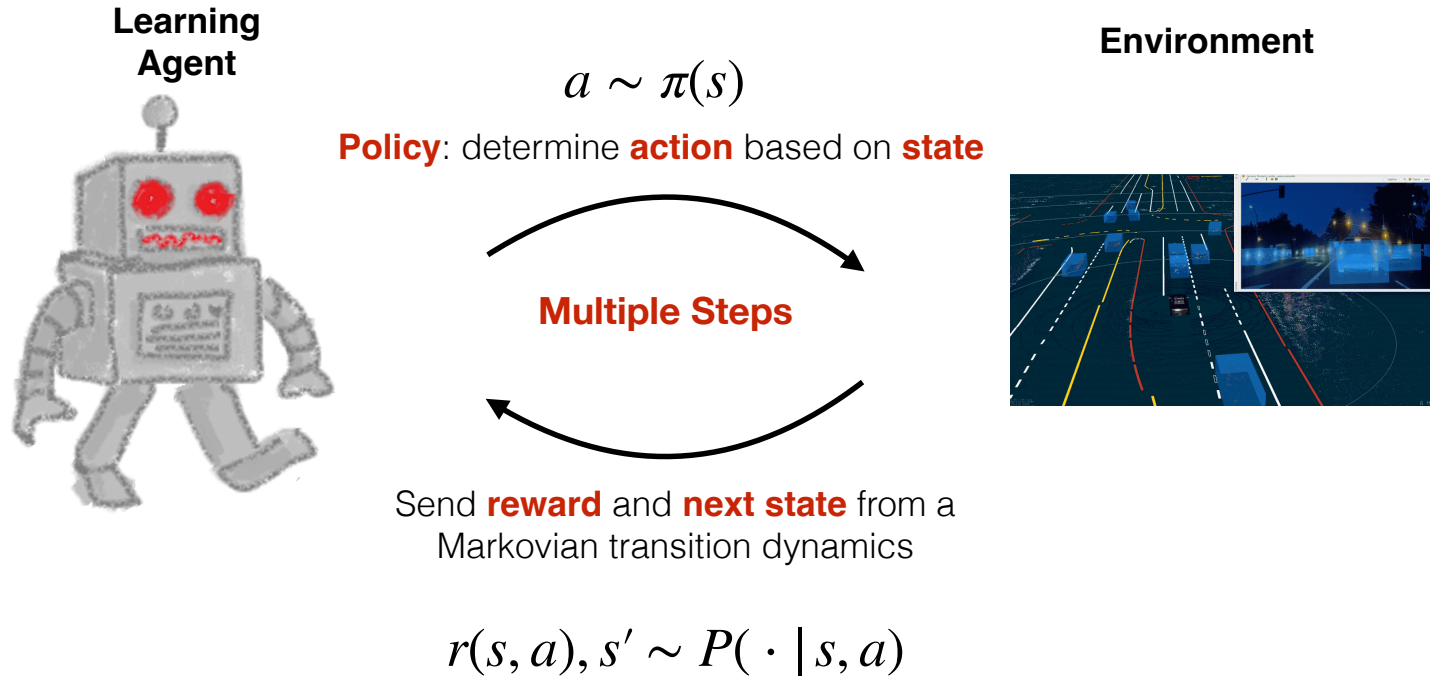 Learning
Agent
Environment
a ∼ π(s)
Policy: determine action based on state
Multiple Steps
Send reward and next state from a
Markovian transition dynamics
r(s, a), s′ ∼ P( · | s, a)